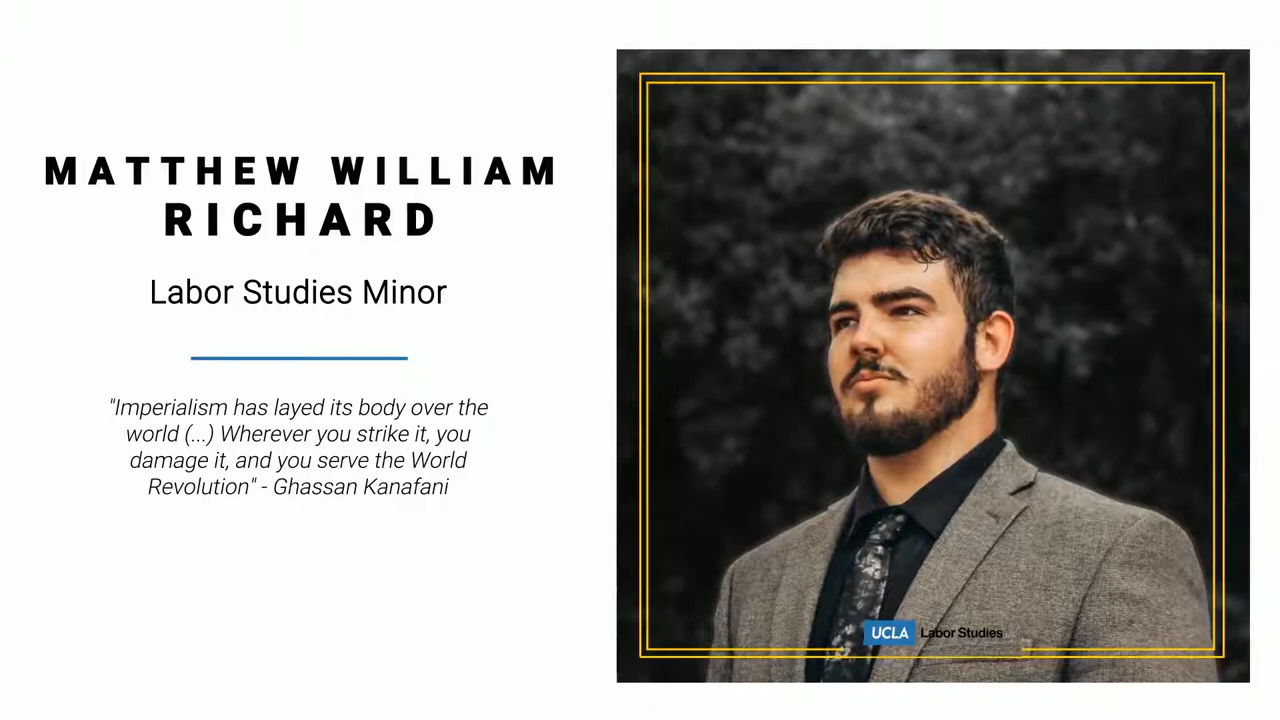 MATTHEW WILLIAM
RICHARD
Labor Studies Minor
"Imperialism has layed its body over the
world (...) Wherever you strike it, you
damage it, and you serve the World
Revolution" - Ghassan Kanafani
UCLA Labor Studies